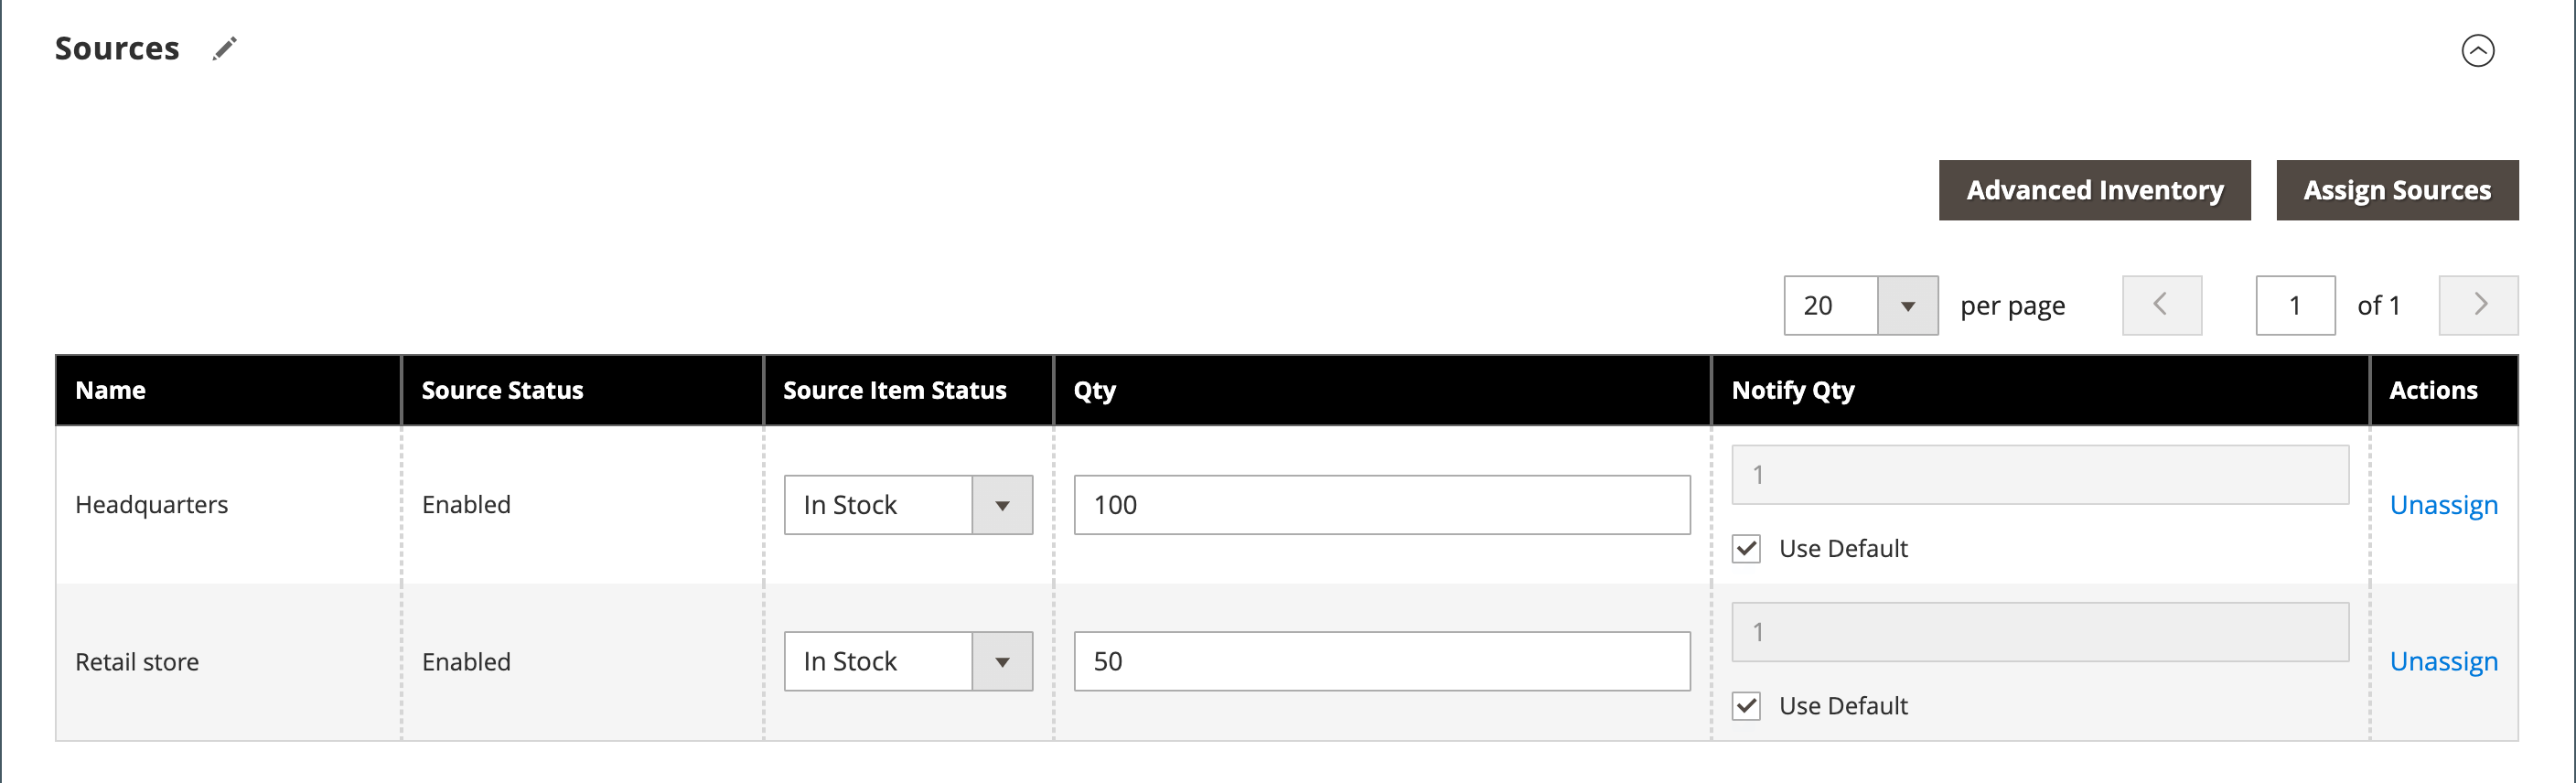 Sources
Advanced Inventory Assign Sources
20 per page 1 of 1
Name Source Status Source Item Status Qty Notify Qty Actions
Headquarters Enabled In Stock 100 1 Unassign
Use Default
Retail store Enabled In Stock 50 1 Unassign
Use Default